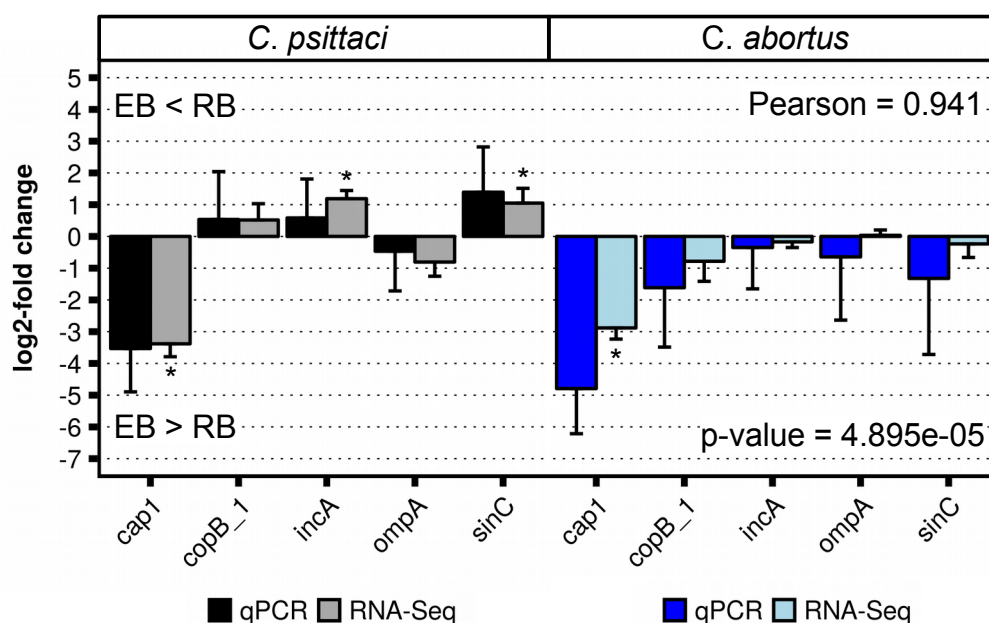 C. psittaci
C. abortus
5
4
3
2
1
0
-1
-2
-3
-4
-5
-6
-7
log2-fold change
EB < RB
Pearson = 0.941
*
*
*
*
EB > RB
p-value = 4.895e-05
cap1
copB_1
incA
ompA
sinC
cap1
copB_1
incA
ompA
sinC
qPCR RNA-Seq
qPCR RNA-Seq